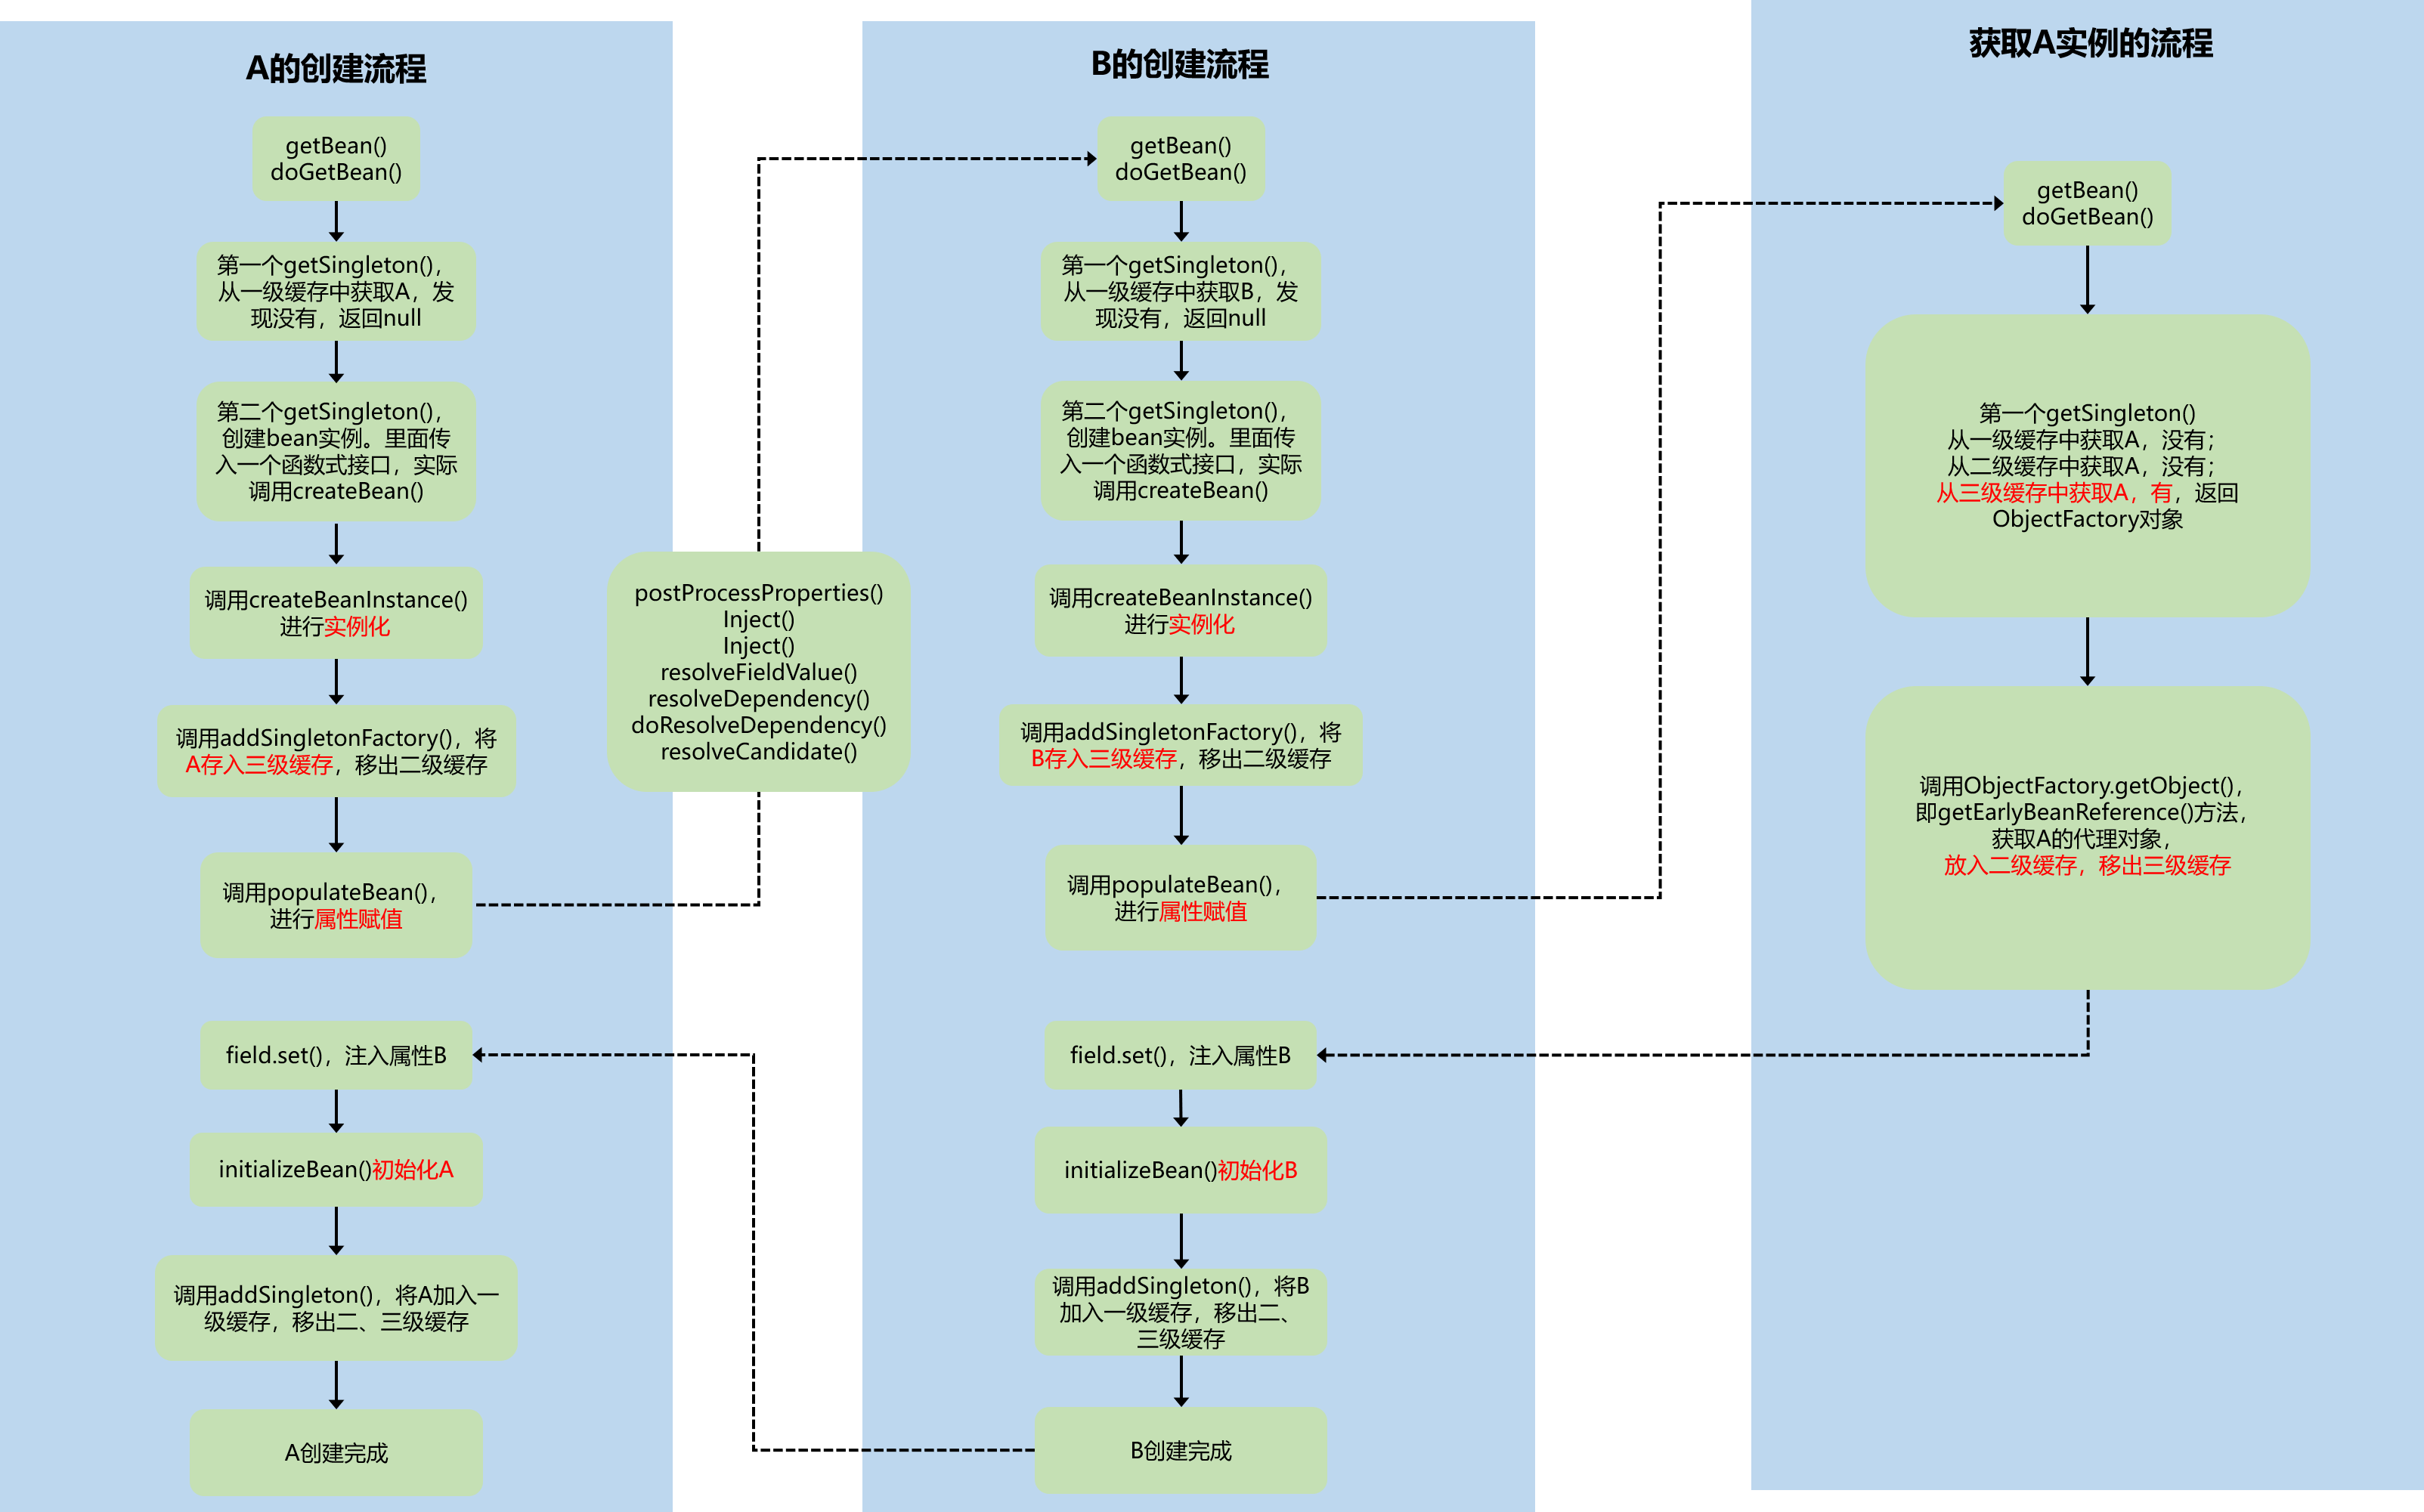 A的创建流程
getBean()
doGetBean()
第一个getSingleton()，
从一级缓存中获取A，发
现没有，返回null
第二个getSingleton()，
创建bean实例。里面传
入一个函数式接口，实际
调用createBean()
调用createBeanInstance()
进行实例化
调用addSingletonFactory()，将
A存入三级缓存，移出二级缓存
调用populateBean()，
进行属性赋值
field.set()，注入属性B
initializeBean()初始化A
调用addSingleton()，将A加入一
级缓存，移出二、三级缓存
A创建完成
postProcessProperties()
Inject()
Inject()
resolveFieldValue()
resolveDependency()
doResolveDependency()
resolveCandidate()
B的创建流程
getBean()
doGetBean()
第一个getSingleton()，
从一级缓存中获取B，发
现没有，返回null
第二个getSingleton()，
创建bean实例。里面传
入一个函数式接口，实际
调用createBean()
调用createBeanInstance()
进行实例化
调用addSingletonFactory()，将
B存入三级缓存，移出二级缓存
调用populateBean()，
进行属性赋值
field.set()，注入属性B
initializeBean()初始化B
调用addSingleton()，将B
加入一级缓存，移出二、
三级缓存
B创建完成
获取A实例的流程
getBean()
doGetBean()
第一个getSingleton()
从一级缓存中获取A，没有；
从二级缓存中获取A，没有；
从三级缓存中获取A，有，返回
ObjectFactory对象
调用ObjectFactory.getObject()，
即getEarlyBeanReference()方法，
获取A的代理对象，
放入二级缓存，移出三级缓存